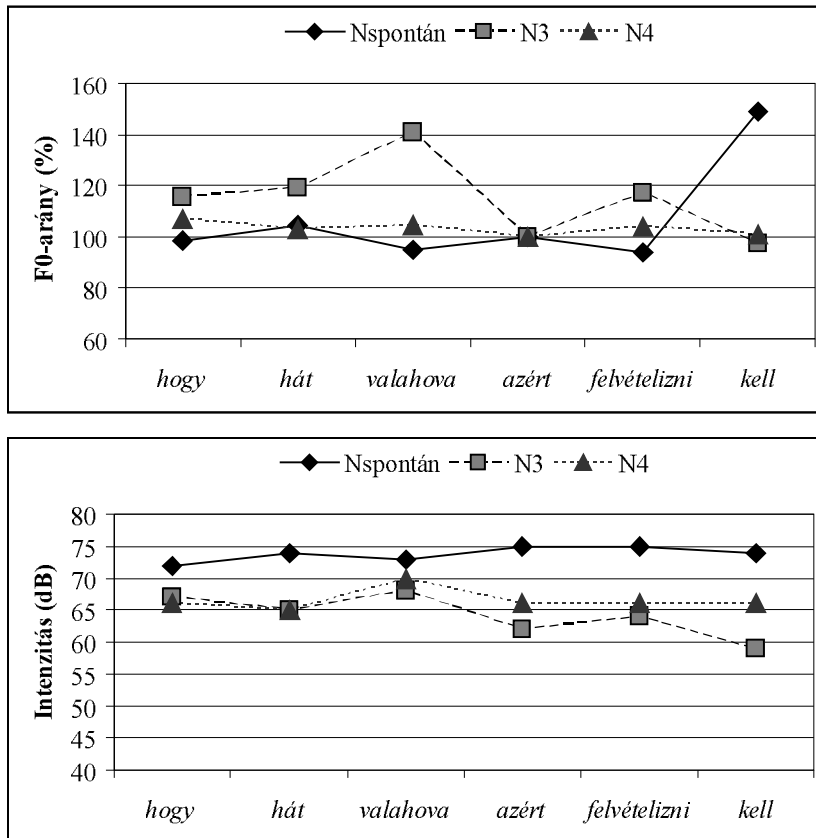 Nspontán N3 N4
F0-arány (%)
160
140
120
100
80
60
hogy hát valahova azért felvételizni kell
Nspontán N3 N4
Intenzitás (dB)
80
75
70
65
60
55
50
45
40
hogy hát valahova azért felvételizni kell